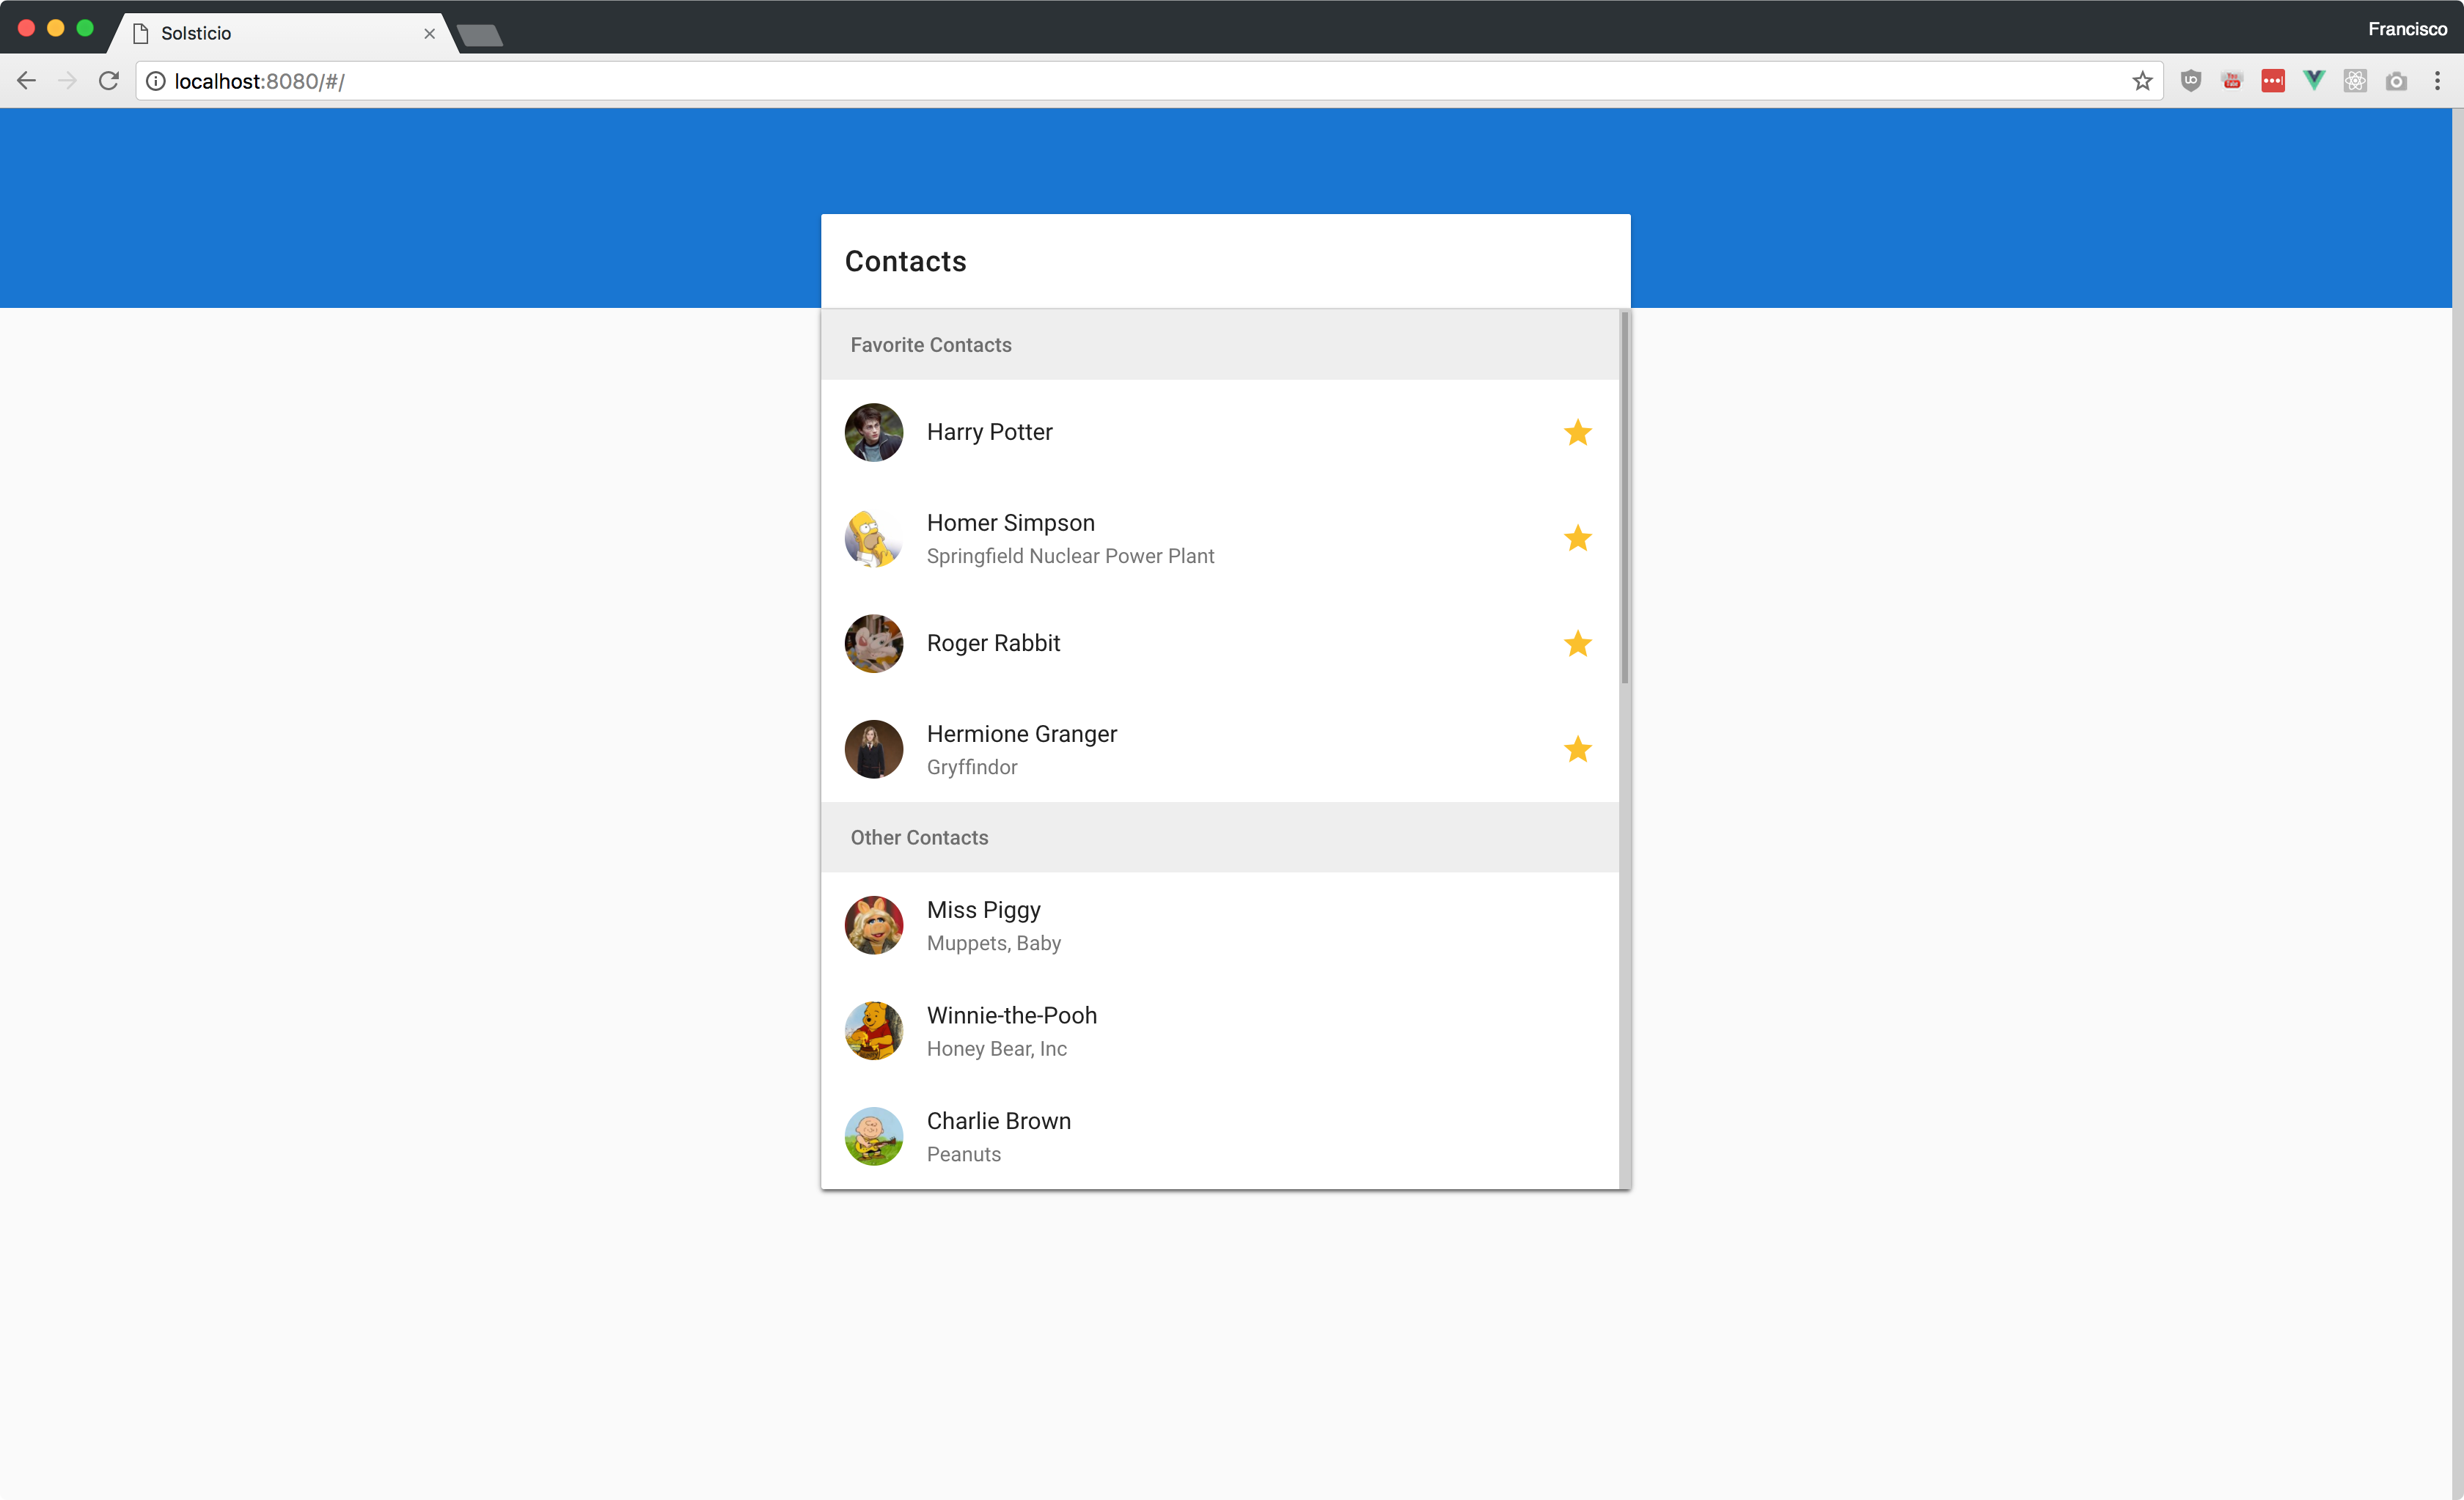 Solsticio
Francisco
localhost:8080/#/
Contacts
Favorite Contacts
Harry Potter
Homer Simpson
Springfield Nuclear Power Plant
Roger Rabbit
Hermione Granger
Gryffindor
Other Contacts
Miss Piggy
Muppets, Baby
Winnie-the-Pooh
Honey Bear, Inc
Charlie Brown
Peanuts